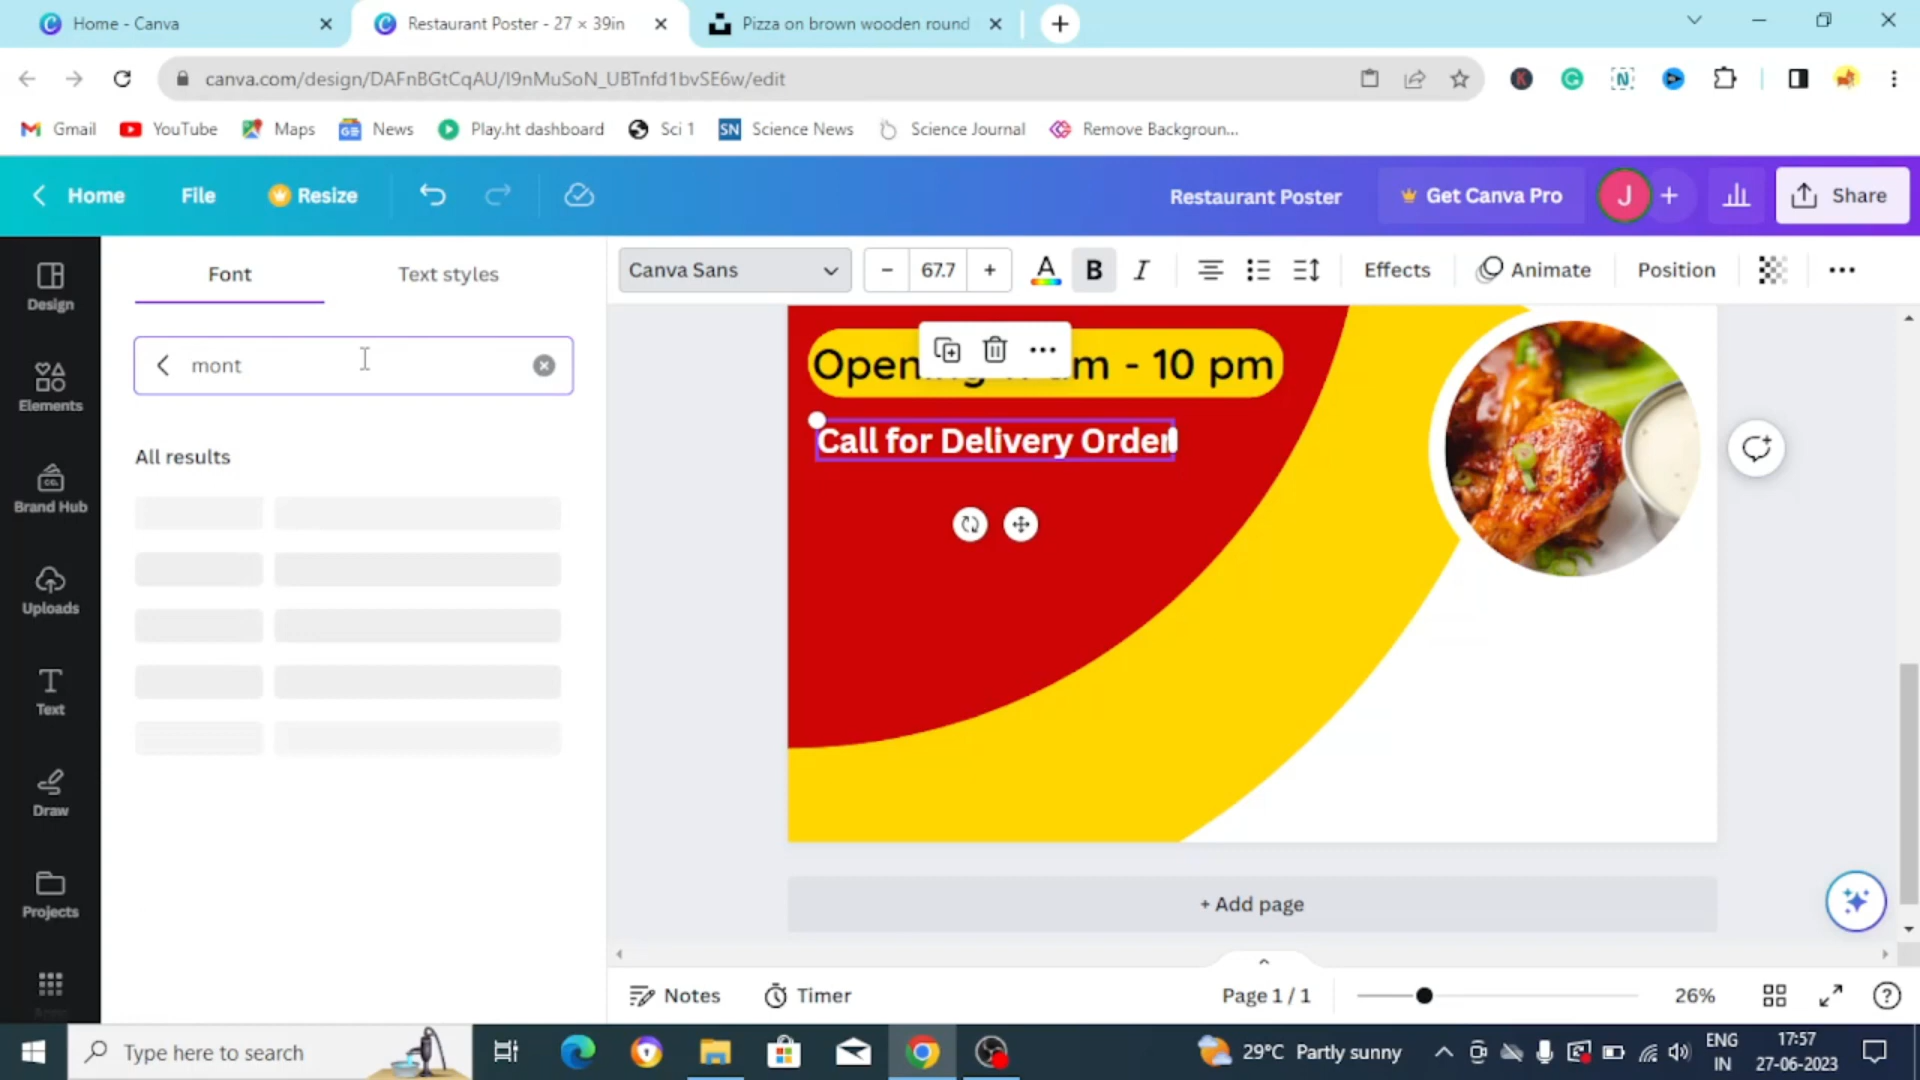 Home - Canva
Restaurant Poster - 27 × 39in
Pizza on brown wooden round
canva.com/design/DAFnBGtCqAU/I9nMuSoN_UBTnfd1bvSE6w/edit
Gmail
YouTube
Maps
News
Play.ht dashboard
Sci 1
SN
Science News
Science Journal
Remove Backgroun...
Home
File
Resize
Restaurant Poster
Get Canva Pro
J
Share
Design
Elements
Brand Hub
Uploads
Text
Draw
Projects
Font
Text styles
mont
All results
Canva Sans
67.7
A
B
I
Effects
Animate
Position
10 pm
Call for Delivery Order
+ Add page
Notes
Timer
Page 1 / 1
26%
Type here to search
29°C Partly sunny
ENG
IN
17:57
27-06-2023